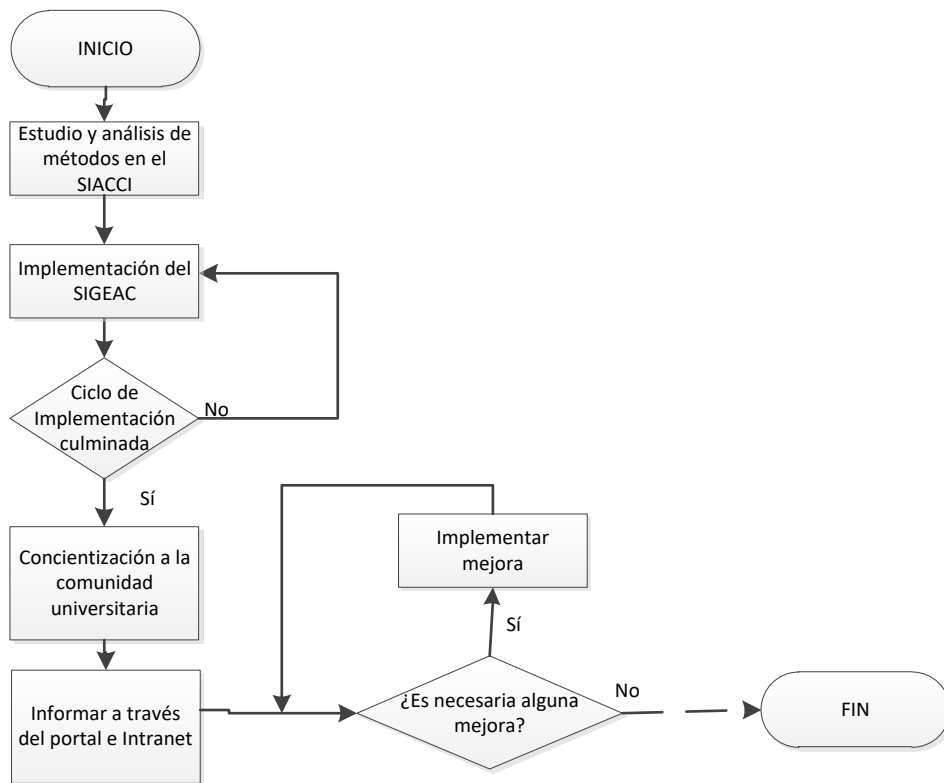 INICIO
Estudio y análisis de
métodos en el
SIACCI
Implementación del
SIGEAC
Ciclo de
Implementación
culminada
No
Sí
Concientización a la
comunidad
universitaria
Implementar
mejora
Sí
Informar a través
del portal e Intranet
¿Es necesaria alguna
mejora?
No
FIN